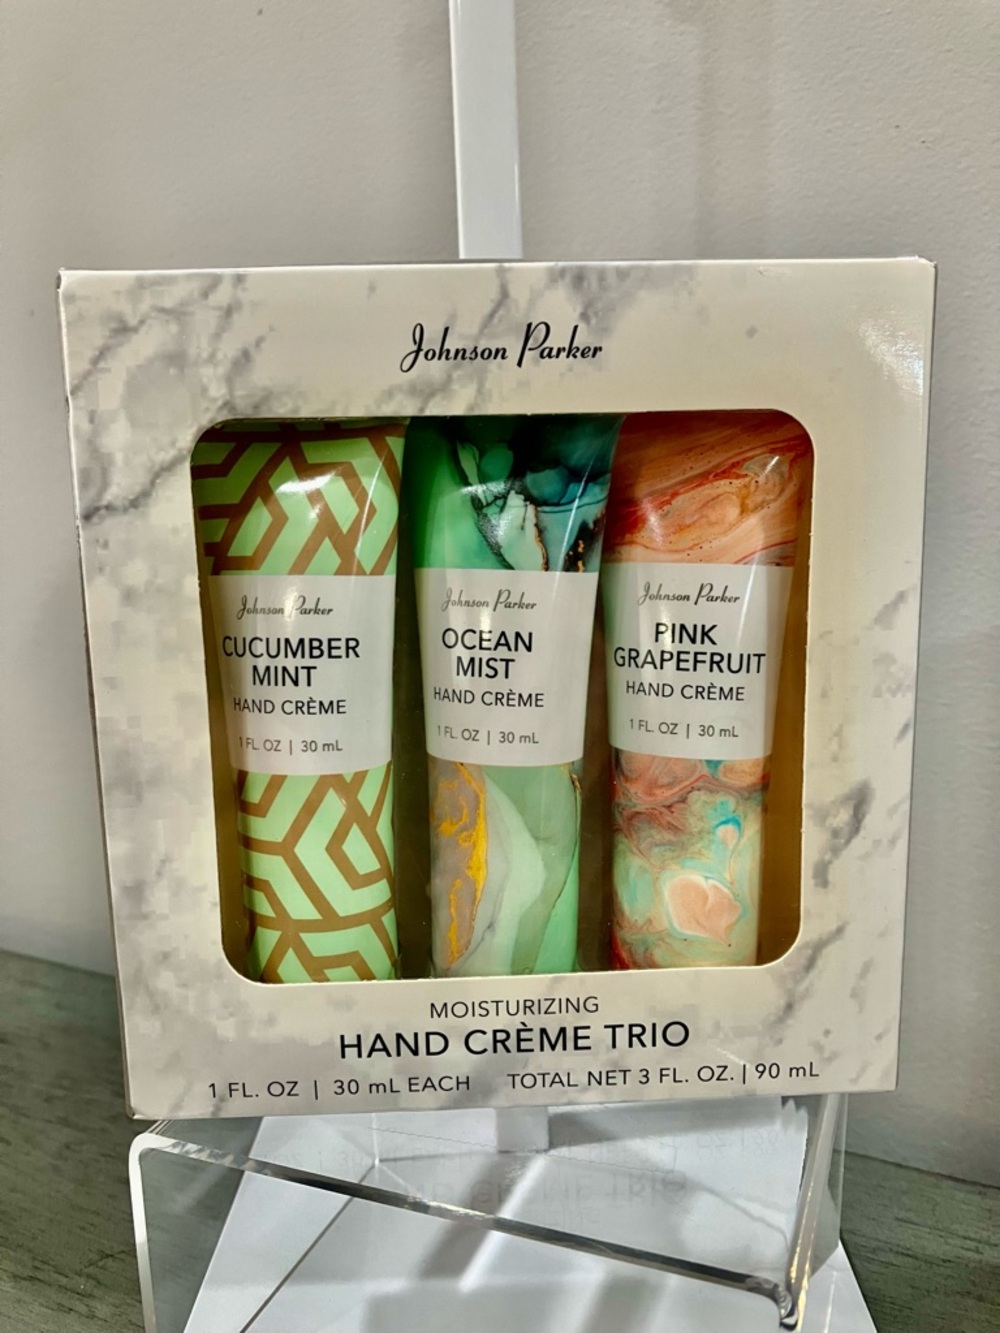 Johnson Parker
Johnson Parker
CUCUMBER
MINT
HAND CRÈME
1 FL. OZ | 30 mL
Johnson Parker
OCEAN
MIST
HAND CRÈME
1 FL. OZ | 30 mL
Johnson Parker
PINK
GRAPEFRUIT
HAND CRÈME
1 FL. OZ | 30 mL
MOISTURIZING
HAND CRÈME TRIO
1 FL. OZ | 30 mL EACH TOTAL NET 3 FL. OZ. | 90 mL